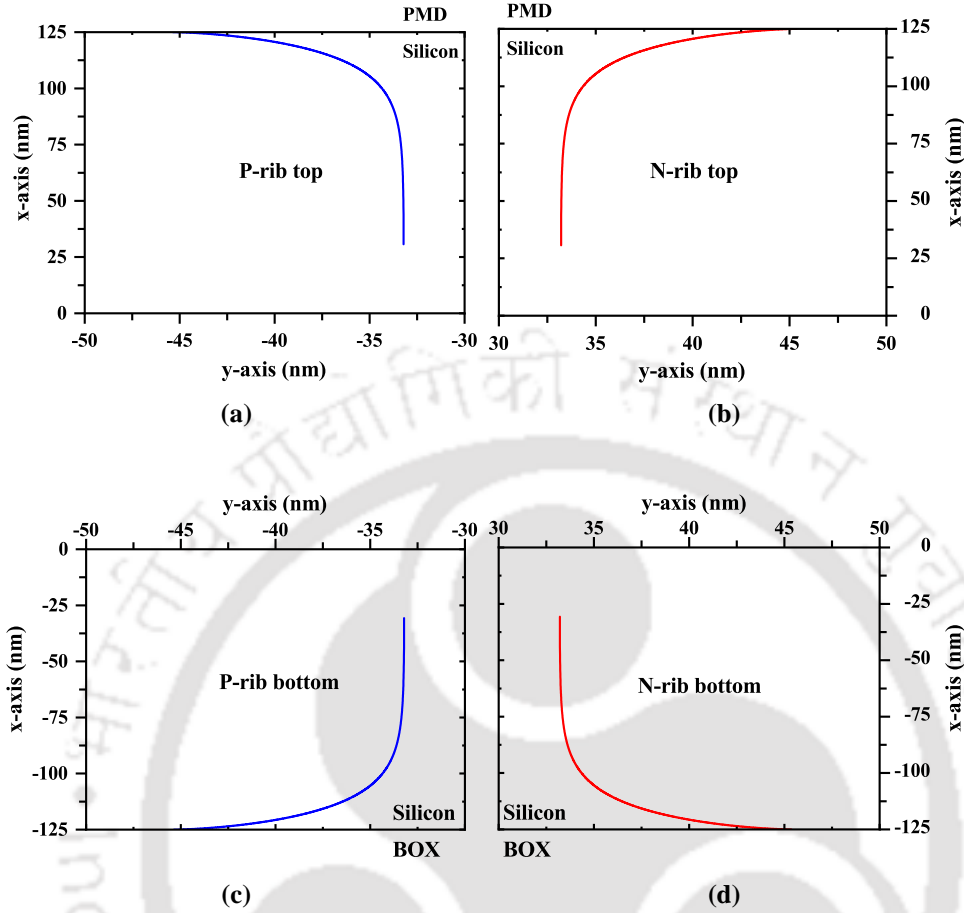 PMD
Silicon
P-rib top
x-axis (nm)
125
100
75
50
25
0
-50 -45 -40 -35 -30
y-axis (nm)
(a)
PMD
Silicon
N-rib top
x-axis (nm)
125
100
75
50
25
0
30 35 40 45 50
y-axis (nm)
(b)
y-axis (nm)
-50 -45 -40 -35 -30
0
-25
-50
-75
-100
-125
x-axis (nm)
P-rib bottom
Silicon
BOX
(c)
y-axis (nm)
30 35 40 45 50
0
-25
-50
-75
-100
-125
x-axis (nm)
N-rib bottom
Silicon
BOX
(d)